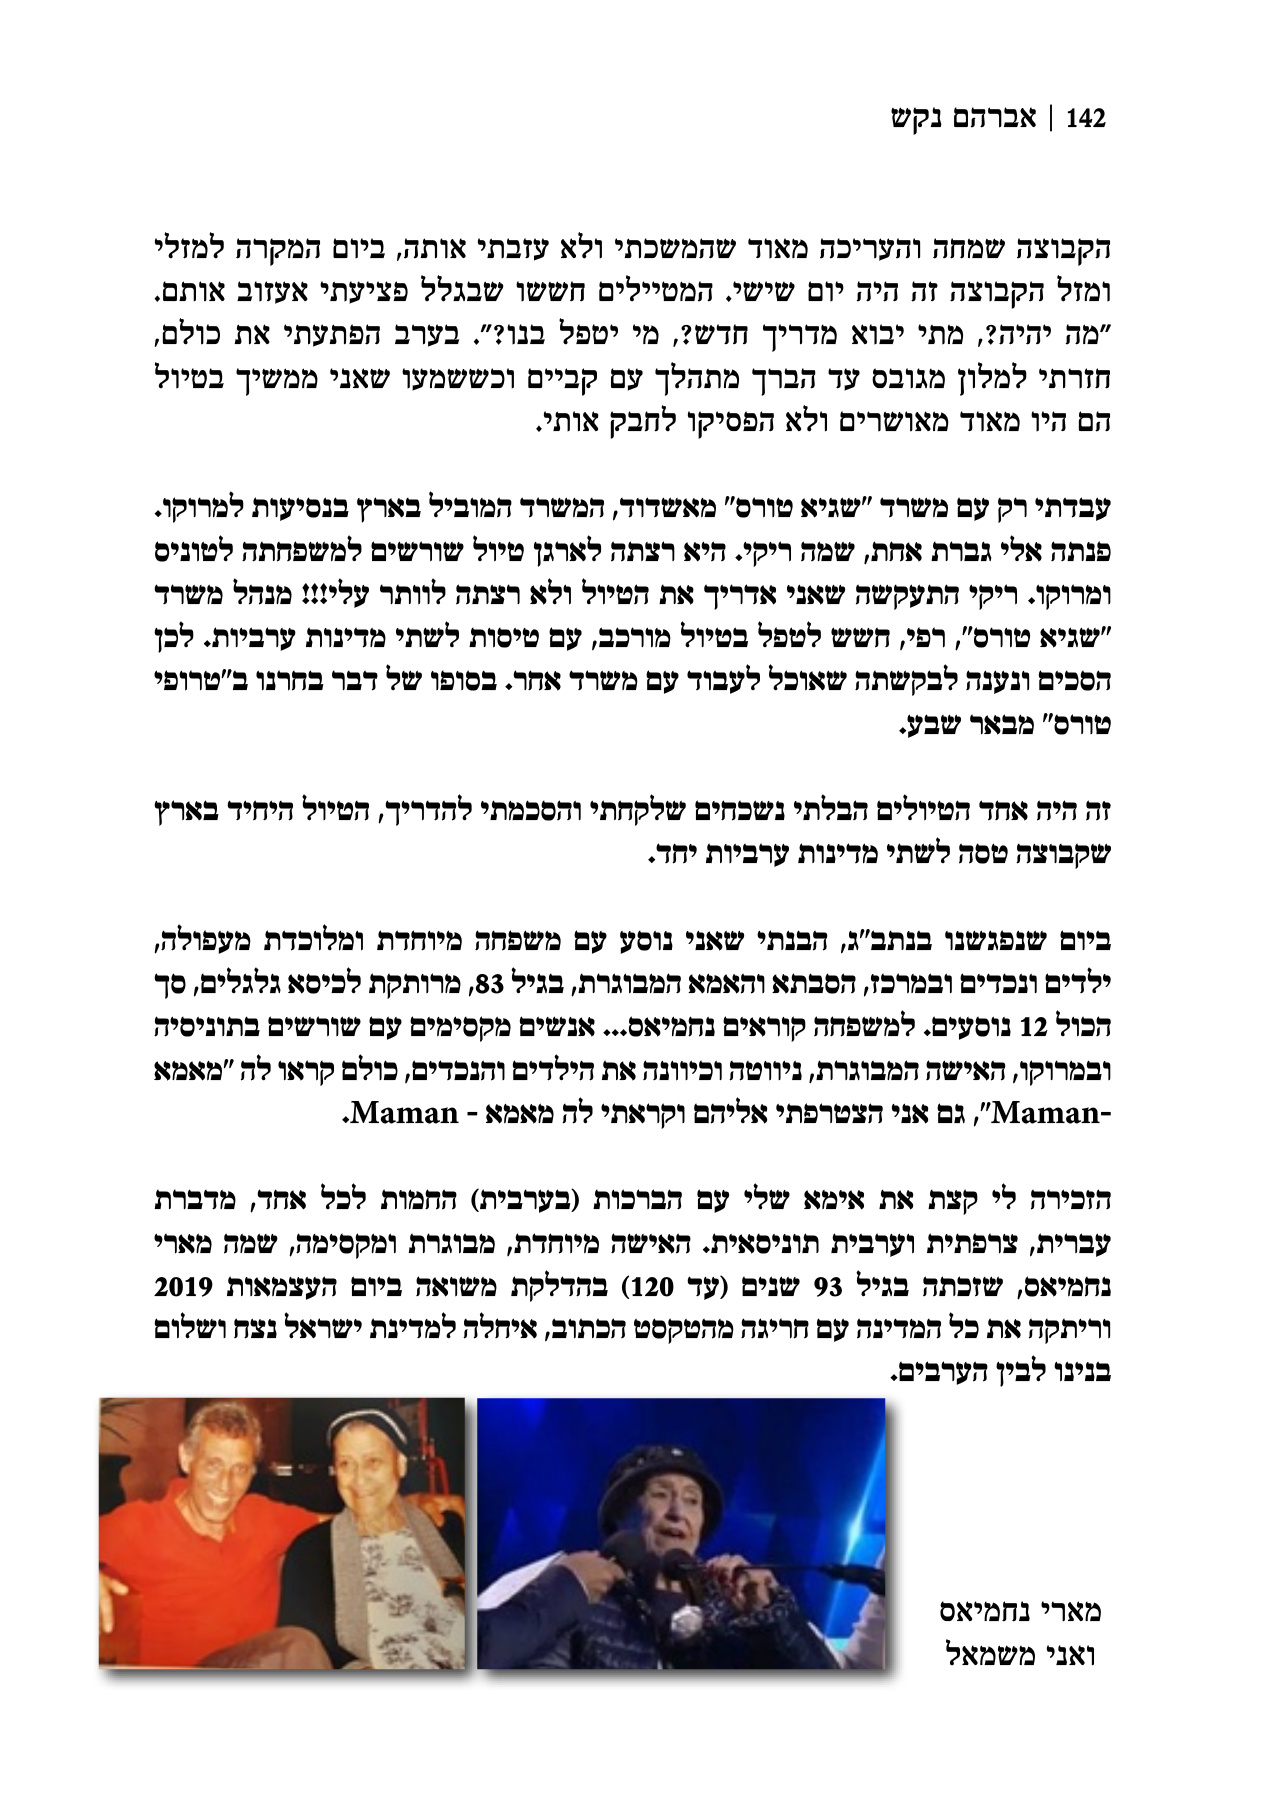 142 | אברהם נקש
הקבוצה שמחה והעריכה מאוד שהמשכתי ולא עזבתי אותה, ביום המקרה למזלי
ומזל הקבוצה זה היה יום שישי. המטיילים חששו שבגלל פציעתי אעזוב אותם.
"מה יהיה?, מתי יבוא מדריך חדש?, מי יטפל בנו?". בערב הפתעתי את כולם,
חזרתי למלון מגובס עד הברך מתהלך עם קביים וכששמעו שאני ממשיך בטיול
הם היו מאוד מאושרים ולא הפסיקו לחבק אותי.
עבדתי רק עם משרד "שגיא טורס" מאשדוד, המשרד המוביל בארץ בנסיעות למרוקו.
פנתה אלי גברת אחת, שמה ריקי. היא רצתה לארגן טיול שורשים למשפחתה לטוניס
ומרוקו. ריקי התעקשה שאני אדריך את הטיול ולא רצתה לוותר עלי!!! מנהל משרד
"שגיא טורס", רפי, חשש לטפל בטיול מורכב, עם טיסות לשתי מדינות ערביות. לכן
הסכים ונענה לבקשתה שאוכל לעבוד עם משרד אחר. בסופו של דבר בחרנו ב"טרופי
טורס" מבאר שבע.
זה היה אחד הטיולים הבלתי נשכחים שלקחתי והסכמתי להדריך, הטיול היחיד בארץ
שקבוצה טסה לשתי מדינות ערביות יחד.
ביום שנפגשנו בנתב"ג, הבנתי שאני נוסע עם משפחה מיוחדת ומלוכדת מעפולה,
ילדים ונכדים ובמרכז, הסבתא והאמא המבוגרת, בגיל 83, מרותקת לכיסא גלגלים, סך
הכול 12 נוסעים. למשפחה קוראים נחמיאס... אנשים מקסימים עם שורשים בתוניסיה
ובמרוקו, האישה המבוגרת, ניווטה וכיוונה את הילדים והנכדים, כולם קראו לה "מאמא
-Maman", גם אני הצטרפתי אליהם וקראתי לה מאמא - Maman.
הזכירה לי קצת את אימא שלי עם הברכות (בערבית) החמות לכל אחד, מדברת
עברית, צרפתית וערבית תוניסאית. האישה מיוחדת, מבוגרת ומקסימה, שמה מארי
נחמיאס, שזכתה בגיל 93 שנים (עד 120) בהדלקת משואה ביום העצמאות 2019
וריתקה את כל המדינה עם חריגה מהטקסט הכתוב, איחלה למדינת ישראל נצח ושלום
בנינו לבין הערבים.
מארי נחמיאס
ואני משמאל